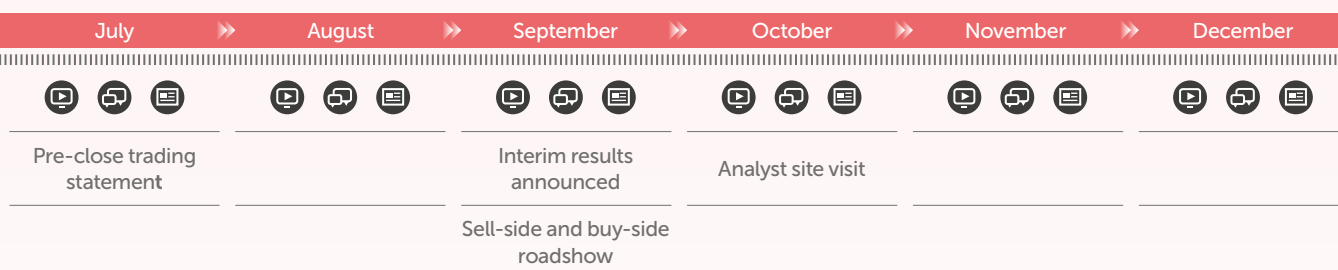 July
August
September
October
November
December
Pre-close trading
statement
Interim results
announced
Analyst site visit
Sell-side and buy-side
roadshow